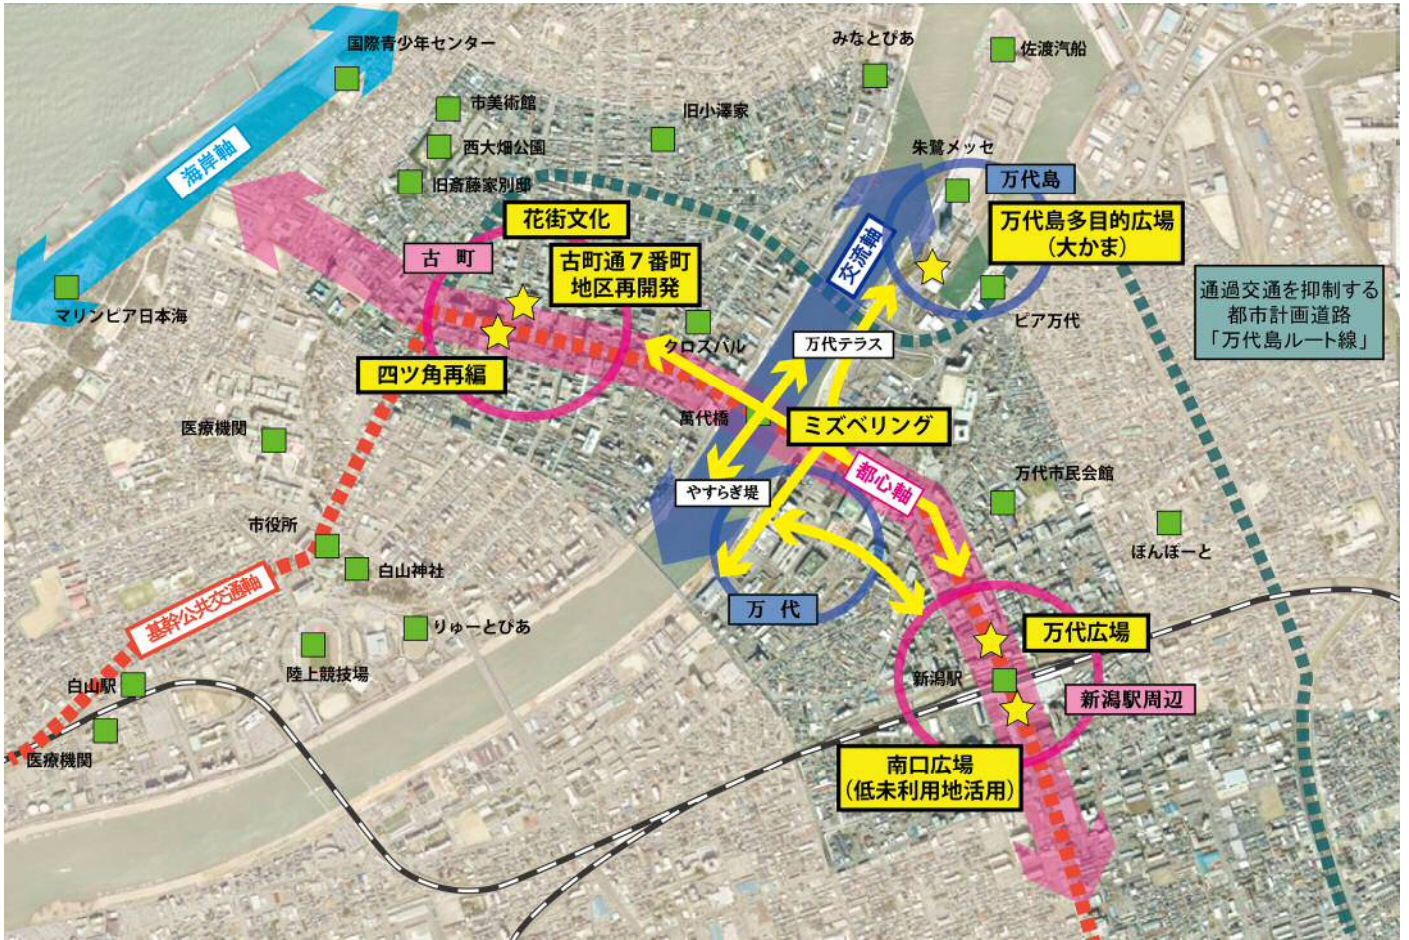 国際青少年センター
みなとぴあ
佐渡汽船
市美術館
旧小澤家
西大畑公園
朱鷺メッセ
海岸軸
旧斎藤家別邸
万代島
花街文化
万代島多目的広場
(大かま)
古 町
古町通7番町
地区再開発
交流軸
通過交通を抑制する
都市計画道路
「万代島ルート線」
マリンピア日本海
ピア万代
クロスパル
万代テラス
四ツ角再編
萬代橋
ミズベリング
医療機関
都心軸
万代市民会館
やすらぎ堤
市役所
ほんぽーと
白山神社
基幹公共交通軸
万 代
りゅーとぴあ
万代広場
陸上競技場
新潟駅
白山駅
新潟駅周辺
医療機関
南口広場
(低未利用地活用)